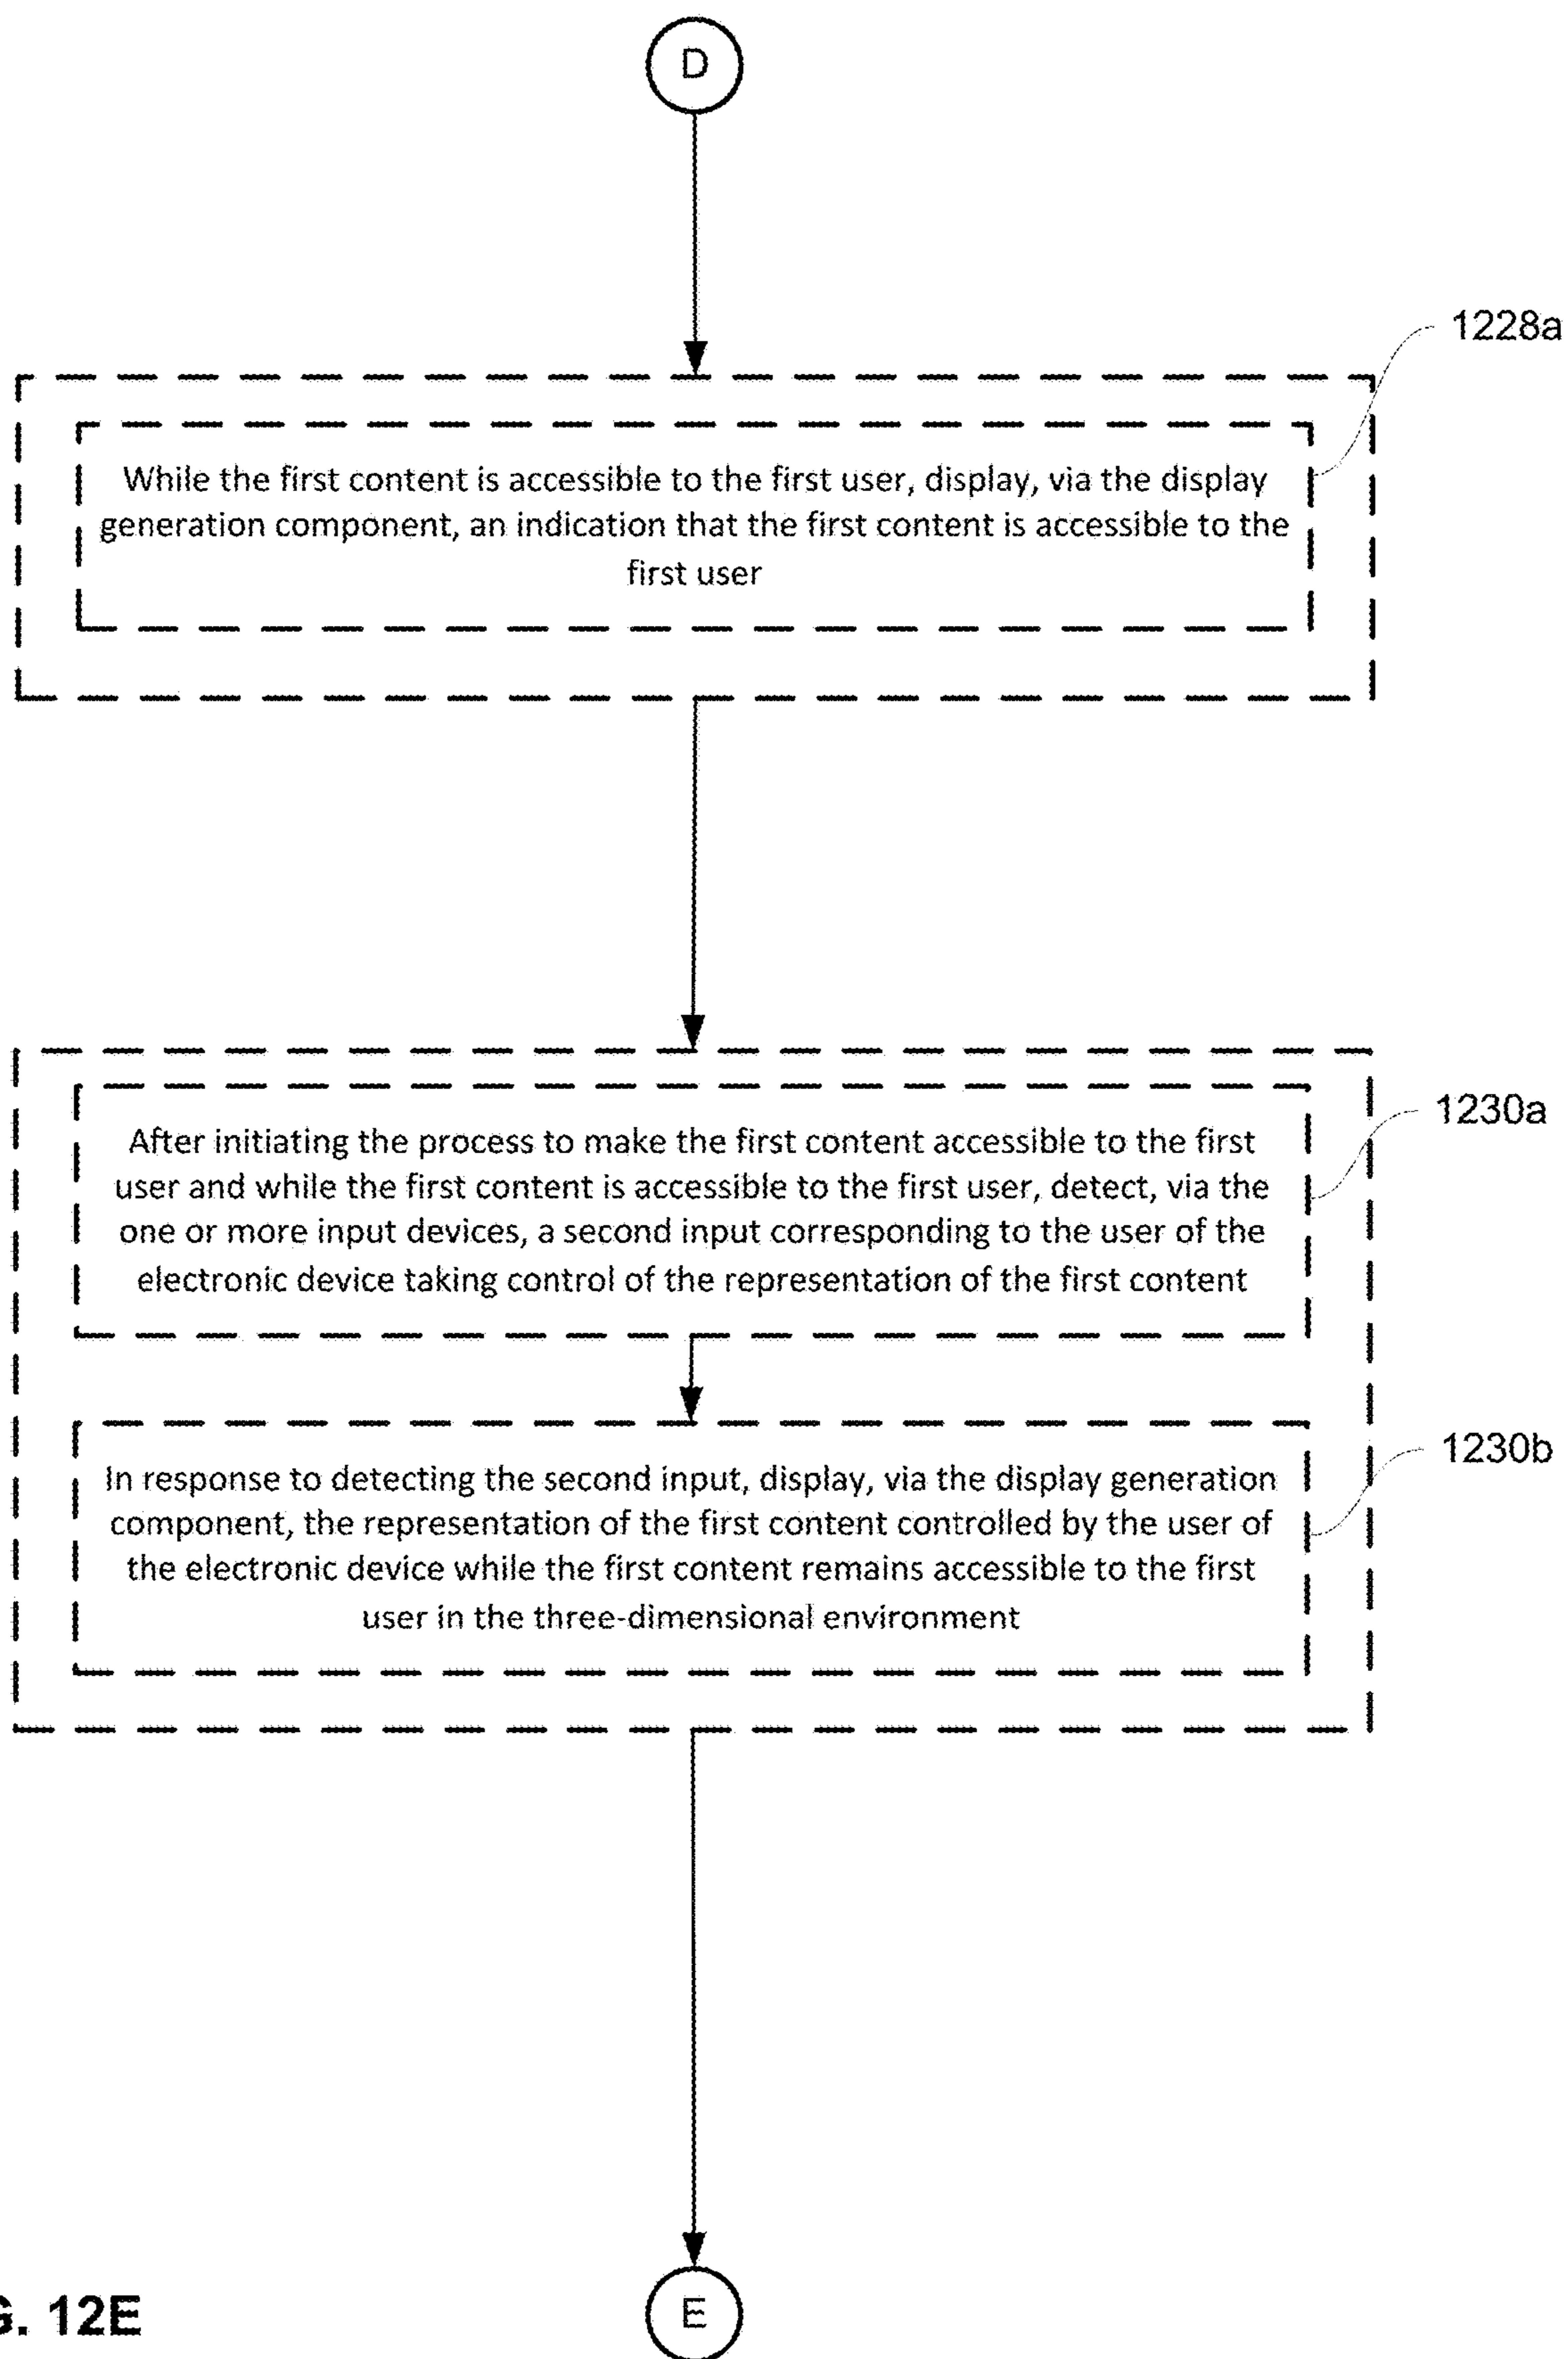 D
1228a
While the first content is accessible to the first user, display, via the display
generation component, an indication that the first content is accessible to the
first user
1230a
After initiating the process to make the first content accessible to the first
user and while the first content is accessible to the first user, detect, via the
one or more input devices, a second input corresponding to the user of the
electronic device taking control of the representation of the first content
1230b
In response to detecting the second input, display, via the display generation
component, the representation of the first content controlled by the user of
the electronic device while the first content remains accessible to the first
user in the three-dimensional environment
E
G. 12E